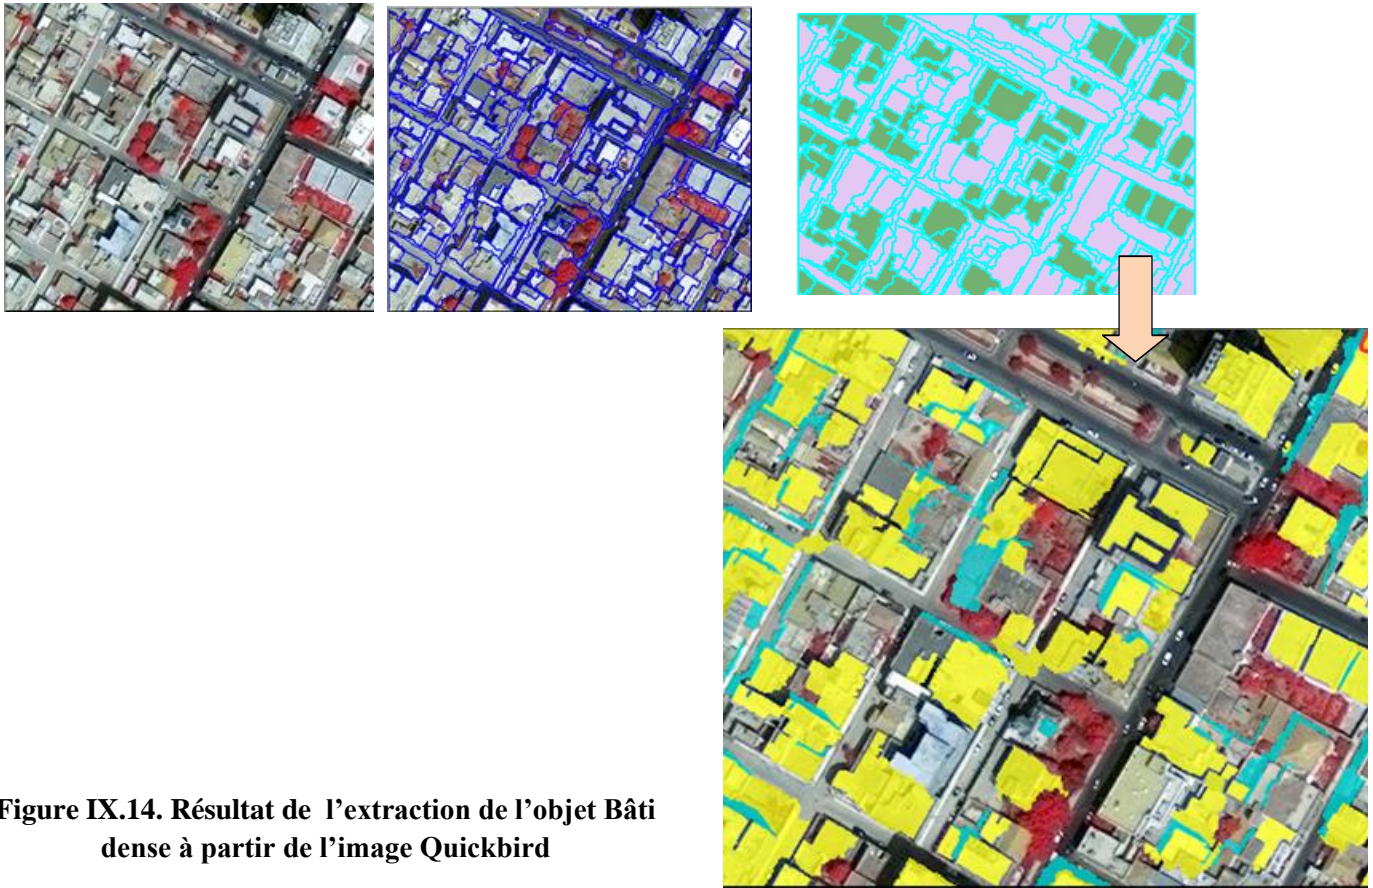 Figure IX.14. Résultat de l’extraction de l’objet Bâti
dense à partir de l’image Quickbird